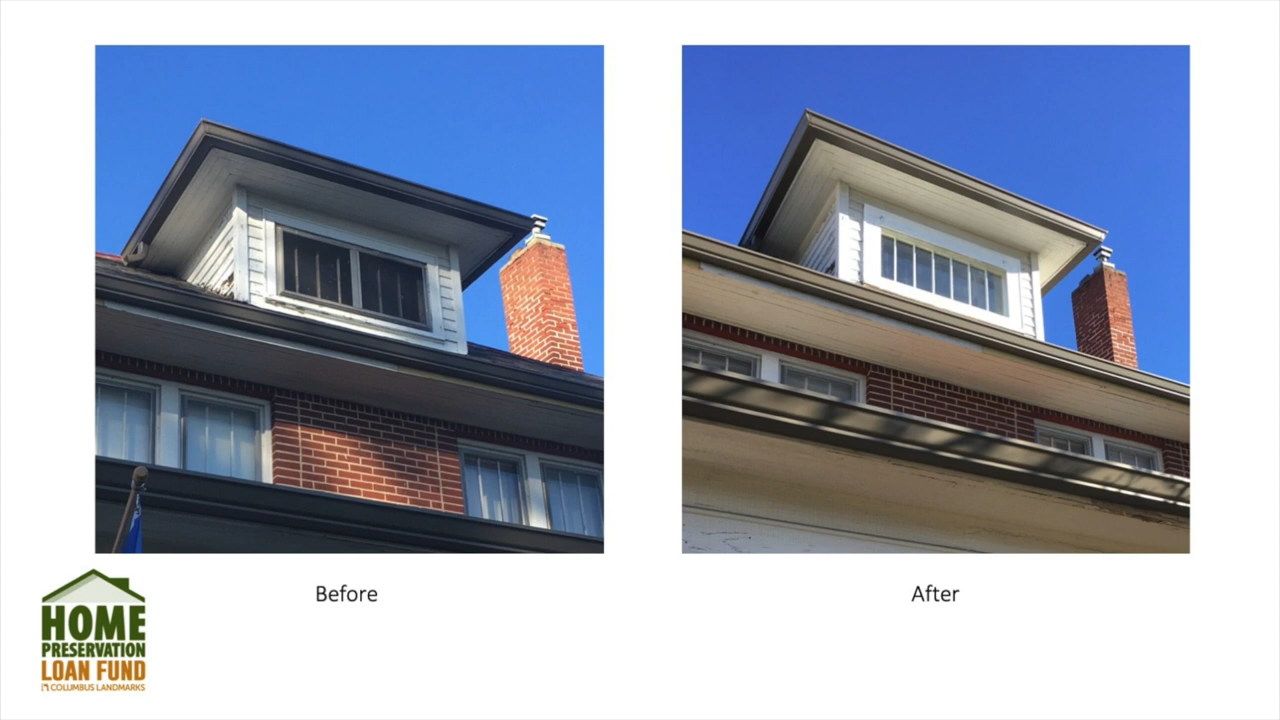 Before
After
HOME
PRESERVATION
LOAN FUND
COLUMBUS LANDMARKS